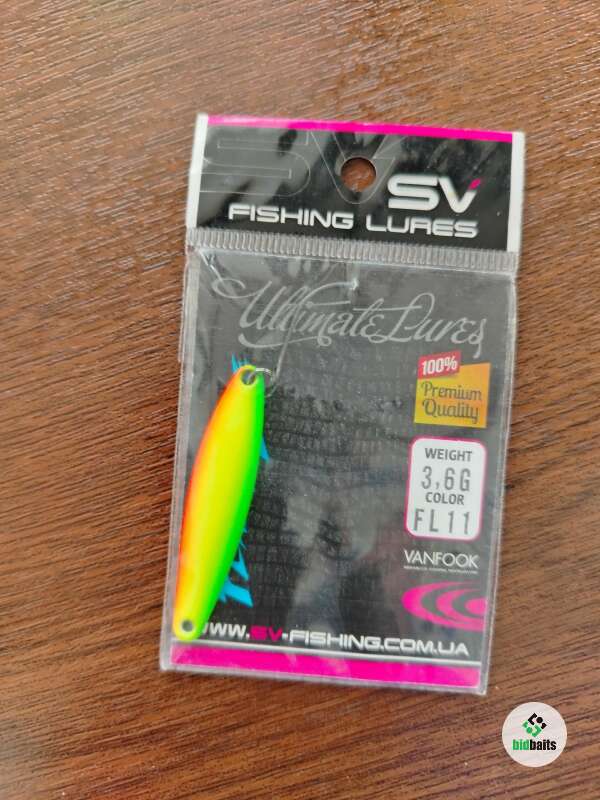 SV
SV
FISHING LURES
Ultimate Lures
100%
Premium
Quality
WEIGHT
3,6G
COLOR
FL11
VANFOOK
WWW.SV-FISHING.COM.UA
bidbaits